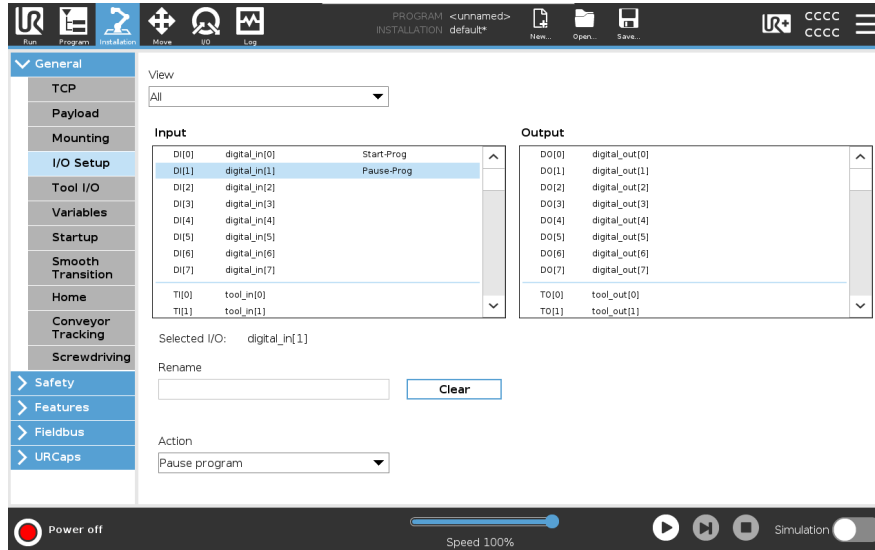 UR
Run
Program
Installation
Move
I/O
Log
PROGRAM <unnamed>
INSTALLATION default*
New...
Open...
Save...
UR+
CCCC
CCCC
General
TCP
Payload
Mounting
I/O Setup
Tool I/O
Variables
Startup
Smooth
Transition
Home
Conveyor
Tracking
Screwdriving
Safety
Features
Fieldbus
URCaps
View
All
Input
DI[0] digital_in[0] Start-Prog
DI[1] digital_in[1] Pause-Prog
DI[2] digital_in[2]
DI[3] digital_in[3]
DI[4] digital_in[4]
DI[5] digital_in[5]
DI[6] digital_in[6]
DI[7] digital_in[7]
TI[0] tool_in[0]
TI[1] tool_in[1]
Output
DO[0] digital_out[0]
DO[1] digital_out[1]
DO[2] digital_out[2]
DO[3] digital_out[3]
DO[4] digital_out[4]
DO[5] digital_out[5]
DO[6] digital_out[6]
DO[7] digital_out[7]
TO[0] tool_out[0]
TO[1] tool_out[1]
Selected I/O: digital_in[1]
Rename
Clear
Action
Pause program
Power off
Speed 100%
Simulation